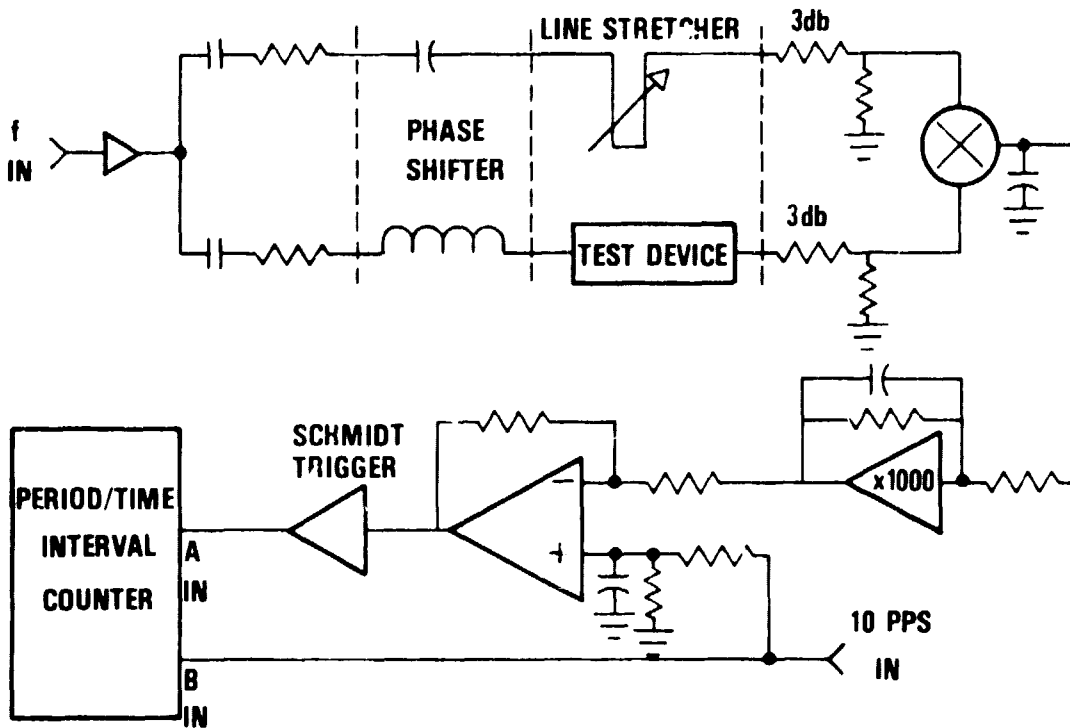 LINE STRETCHER
3db
f
IN
PHASE
SHIFTER
3db
TEST DEVICE
SCHMIDT
TRIGGER
x1000
−
+
PERIOD/TIME
INTERVAL
COUNTER
A
IN
10 PPS
IN
B
IN